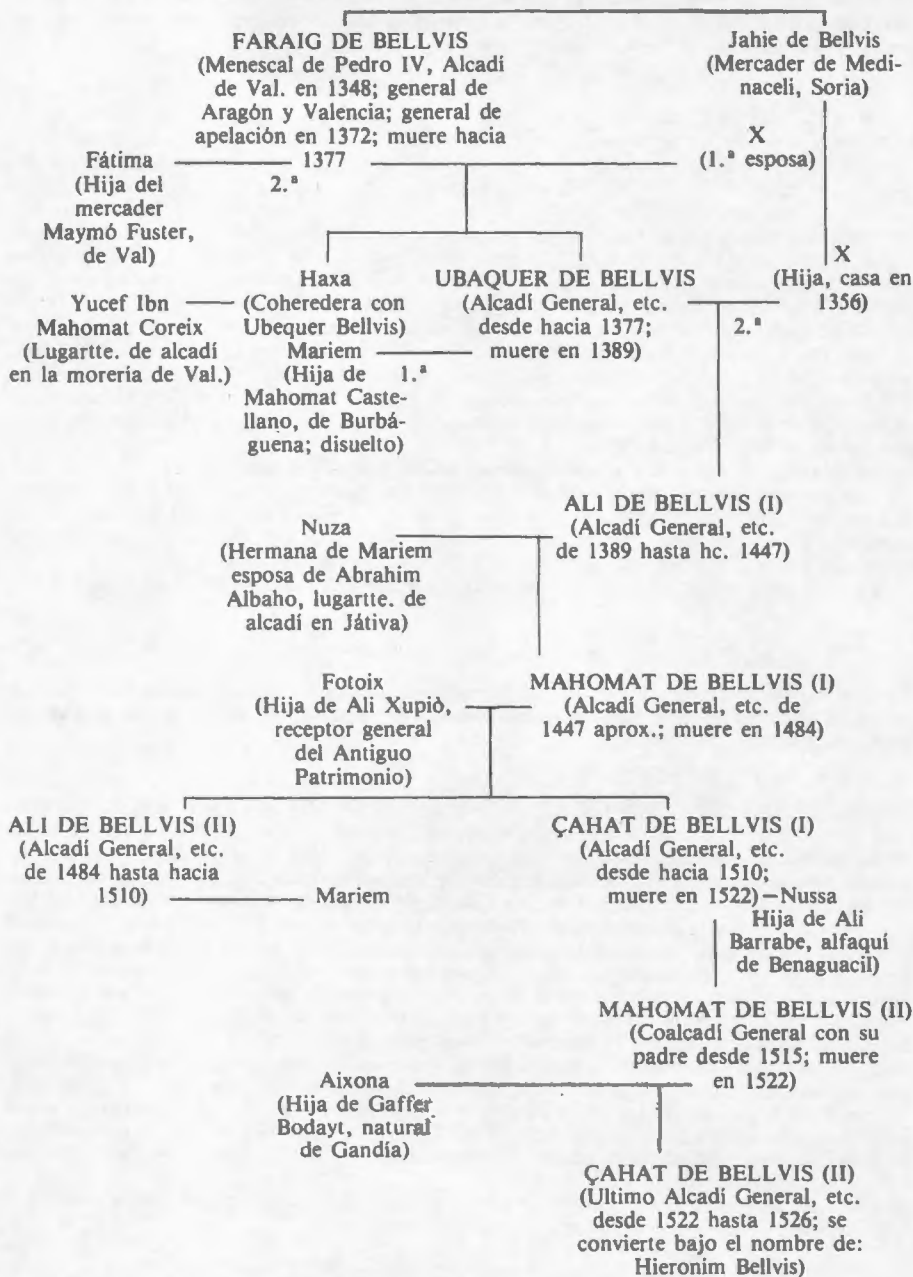 FARAIG DE BELLVIS
(Menescal de Pedro IV, Alcadí
de Val. en 1348; general de
Aragón y Valencia; general de
apelación en 1372; muere hacia
1377
Jahie de Bellvis
(Mercader de Medi-
naceli, Soria)
X
(1.ª esposa)
Fátima
(Hija del
mercader
Maymó Fuster,
de Val)
2.ª
X
(Hija, casa en
1356)
Haxa
(Coheredera con
Ubequer Bellvis)
UBAQUER DE BELLVIS
(Alcadí General, etc.
desde hacia 1377;
muere en 1389)
2.ª
Yucef Ibn
Mahomat Coreix
(Lugartte. de alcadí
en la morería de Val.)
Mariem
(Hija de
Mahomat Caste-
llano, de Burbá-
guena; disuelto)
1.ª
ALI DE BELLVIS (I)
(Alcadí General, etc.
de 1389 hasta hc. 1447)
Nuza
(Hermana de Mariem
esposa de Abrahim
Albaho, lugartte. de
alcadí en Játiva)
MAHOMAT DE BELLVIS (I)
(Alcadí General, etc. de
1447 aprox.; muere en 1484)
Fotoix
(Hija de Ali Xupiò,
receptor general
del Antiguo
Patrimonio)
ALI DE BELLVIS (II)
(Alcadí General, etc.
de 1484 hasta hacia
1510)
Mariem
ÇAHAT DE BELLVIS (I)
(Alcadí General, etc.
desde hacia 1510;
muere en 1522)–Nussa
Hija de Ali
Barrabe, alfaquí
de Benaguacil)
MAHOMAT DE BELLVIS (II)
(Coalcadí General con su
padre desde 1515; muere
en 1522)
Aixona
(Hija de Gaffer
Bodayt, natural
de Gandía)
ÇAHAT DE BELLVIS (II)
(Ultimo Alcadí General, etc.
desde 1522 hasta 1526; se
convierte bajo el nombre de:
Hieronim Bellvis)